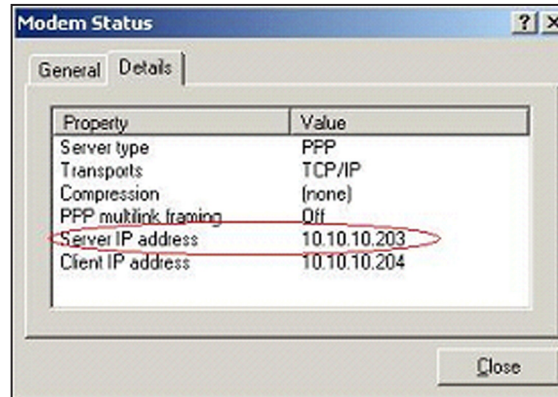 Modem Status ? ×
General Details
Property Value
Server type PPP
Transports TCP/IP
Compression (none)
PPP multilink framing Off
Server IP address 10.10.10.203
Client IP address 10.10.10.204
Close